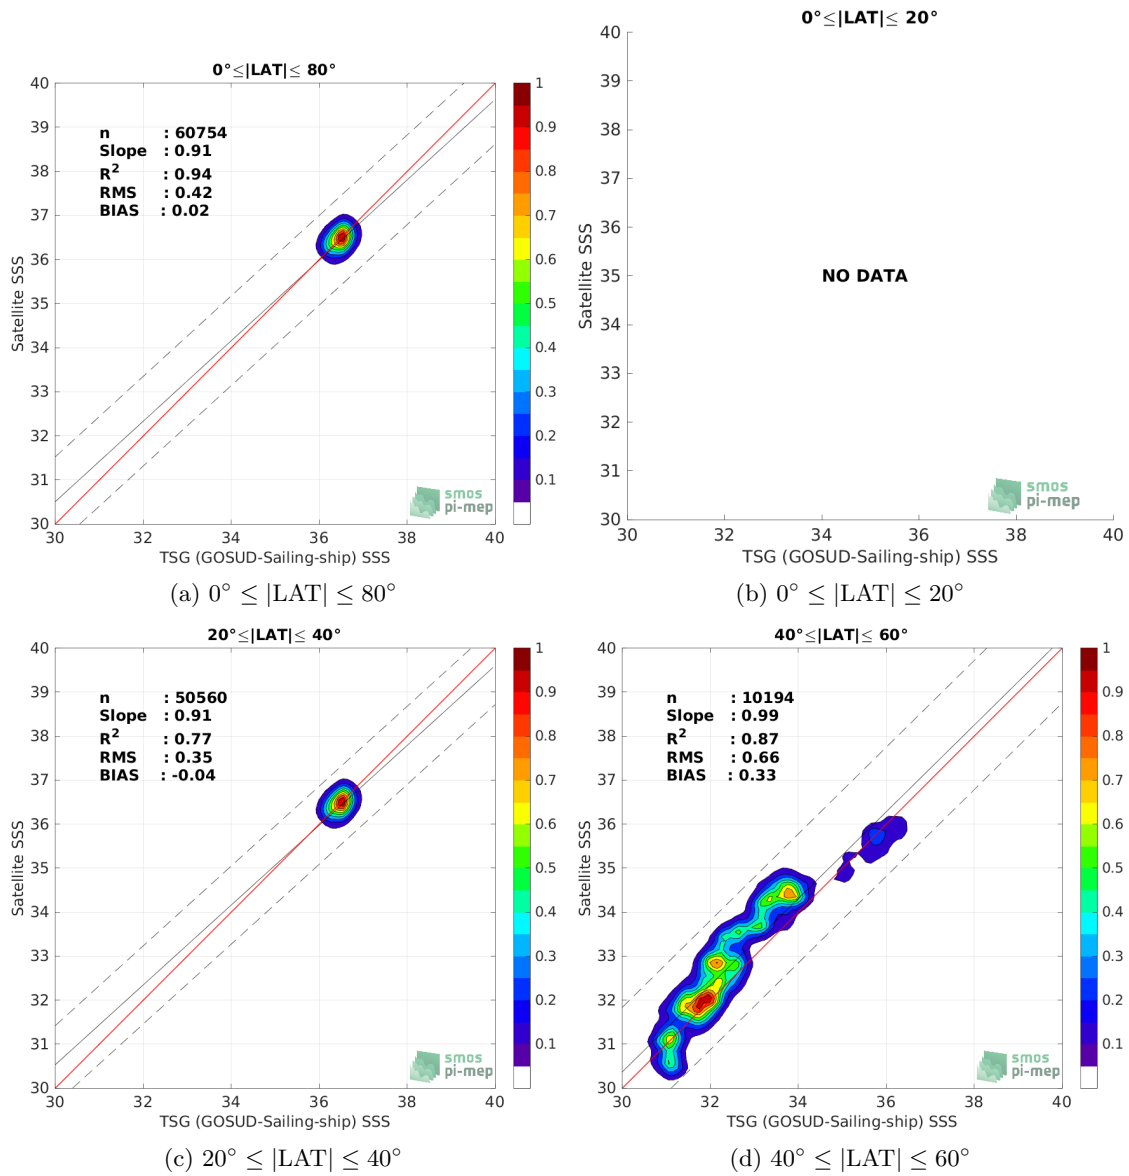 0°≤|LAT|≤ 80°
40
39
38
37
36
35
34
33
32
31
30
n : 60754
Slope : 0.91
R² : 0.94
RMS : 0.42
BIAS : 0.02
Satellite SSS
smos
pi-mep
30 32 34 36 38 40
TSG (GOSUD-Sailing-ship) SSS
1
0.9
0.8
0.7
0.6
0.5
0.4
0.3
0.2
0.1
(a) 0° ≤ |LAT| ≤ 80°
0°≤|LAT|≤ 20°
40
39
38
37
36
35
34
33
32
31
30
Satellite SSS
NO DATA
smos
pi-mep
30 32 34 36 38 40
TSG (GOSUD-Sailing-ship) SSS
(b) 0° ≤ |LAT| ≤ 20°
20°≤|LAT|≤ 40°
40
39
38
37
36
35
34
33
32
31
30
n : 50560
Slope : 0.91
R² : 0.77
RMS : 0.35
BIAS : -0.04
Satellite SSS
smos
pi-mep
30 32 34 36 38 40
TSG (GOSUD-Sailing-ship) SSS
1
0.9
0.8
0.7
0.6
0.5
0.4
0.3
0.2
0.1
(c) 20° ≤ |LAT| ≤ 40°
40°≤|LAT|≤ 60°
40
39
38
37
36
35
34
33
32
31
30
n : 10194
Slope : 0.99
R² : 0.87
RMS : 0.66
BIAS : 0.33
Satellite SSS
smos
pi-mep
30 32 34 36 38 40
TSG (GOSUD-Sailing-ship) SSS
1
0.9
0.8
0.7
0.6
0.5
0.4
0.3
0.2
0.1
(d) 40° ≤ |LAT| ≤ 60°